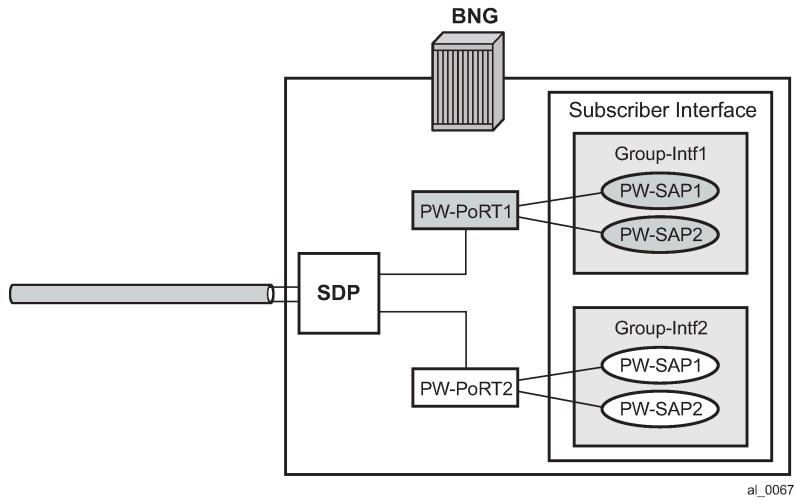 BNG
Subscriber Interface
Group-Intf1
PW-SAP1
PW-PoRT1
PW-SAP2
SDP
Group-Intf2
PW-SAP1
PW-PoRT2
PW-SAP2
al_0067